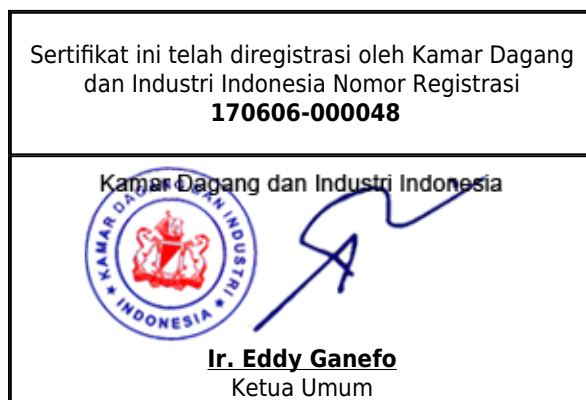 Sertifikat ini telah diregistrasi oleh Kamar Dagang
dan Industri Indonesia Nomor Registrasi
170606-000048
Kamar Dagang dan Industri Indonesia
KAMAR DAGANG DAN INDUSTRI
INDONESIA
Ir. Eddy Ganefo
Ketua Umum